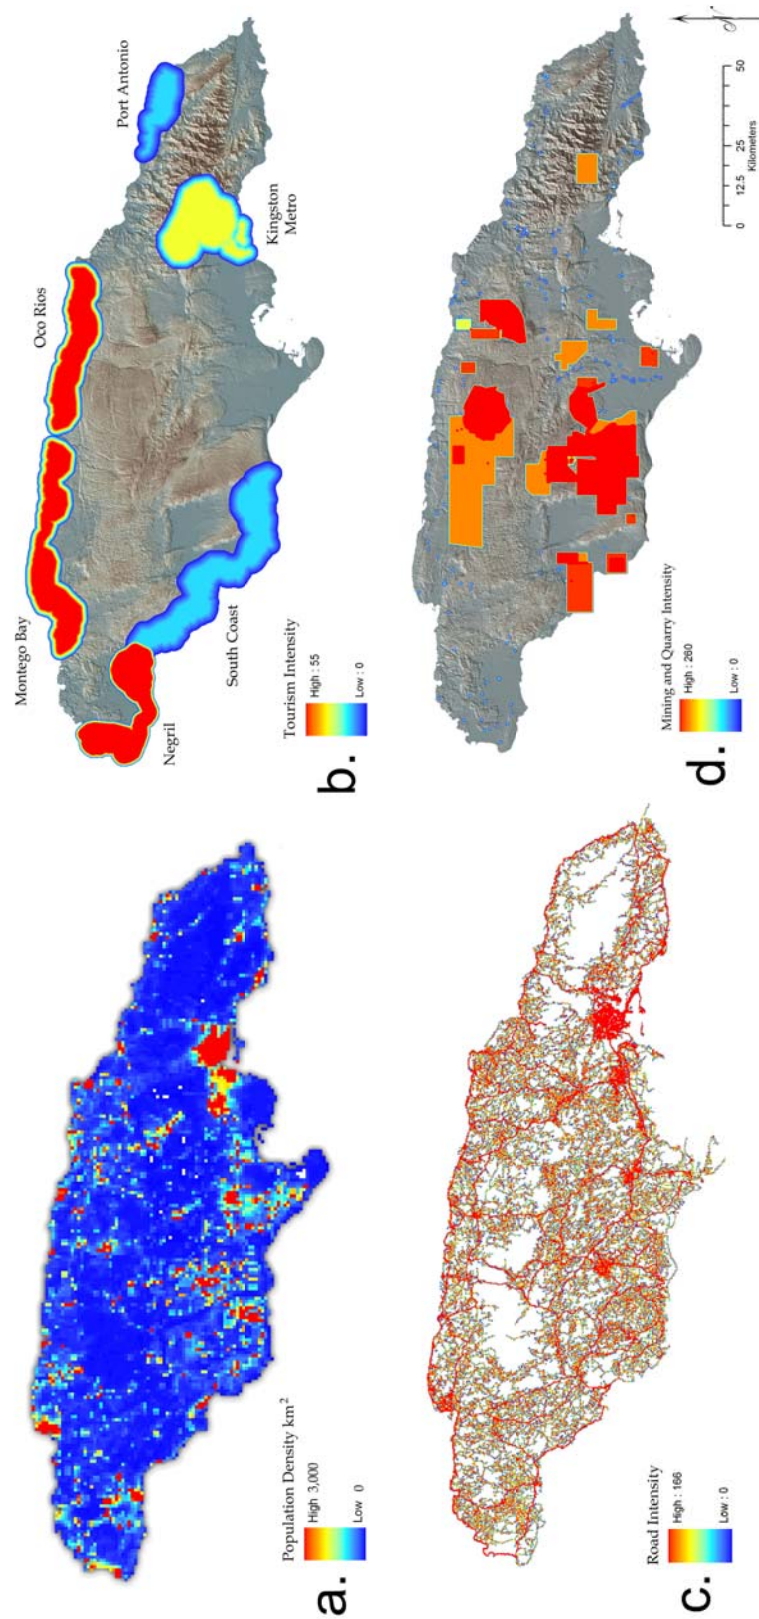 Population Density km²
High 3,000
Low 0
a.
Montego Bay
Oco Rios
Port Antonio
Kingston
Metro
South Coast
Negril
Tourism Intensity
High : 55
Low : 0
b.
Road Intensity
High : 166
Low : 0
c.
Mining and Quarry Intensity
High : 260
Low : 0
d.
0 12.5 25 50
Kilometers